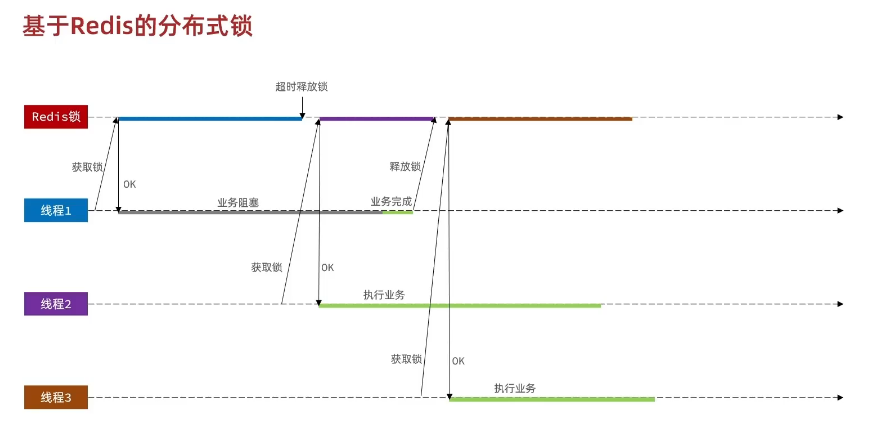 基于Redis的分布式锁
超时释放锁
Redis锁
获取锁
OK
释放锁
线程1
业务阻塞
业务完成
获取锁
OK
线程2
执行业务
获取锁
OK
线程3
执行业务